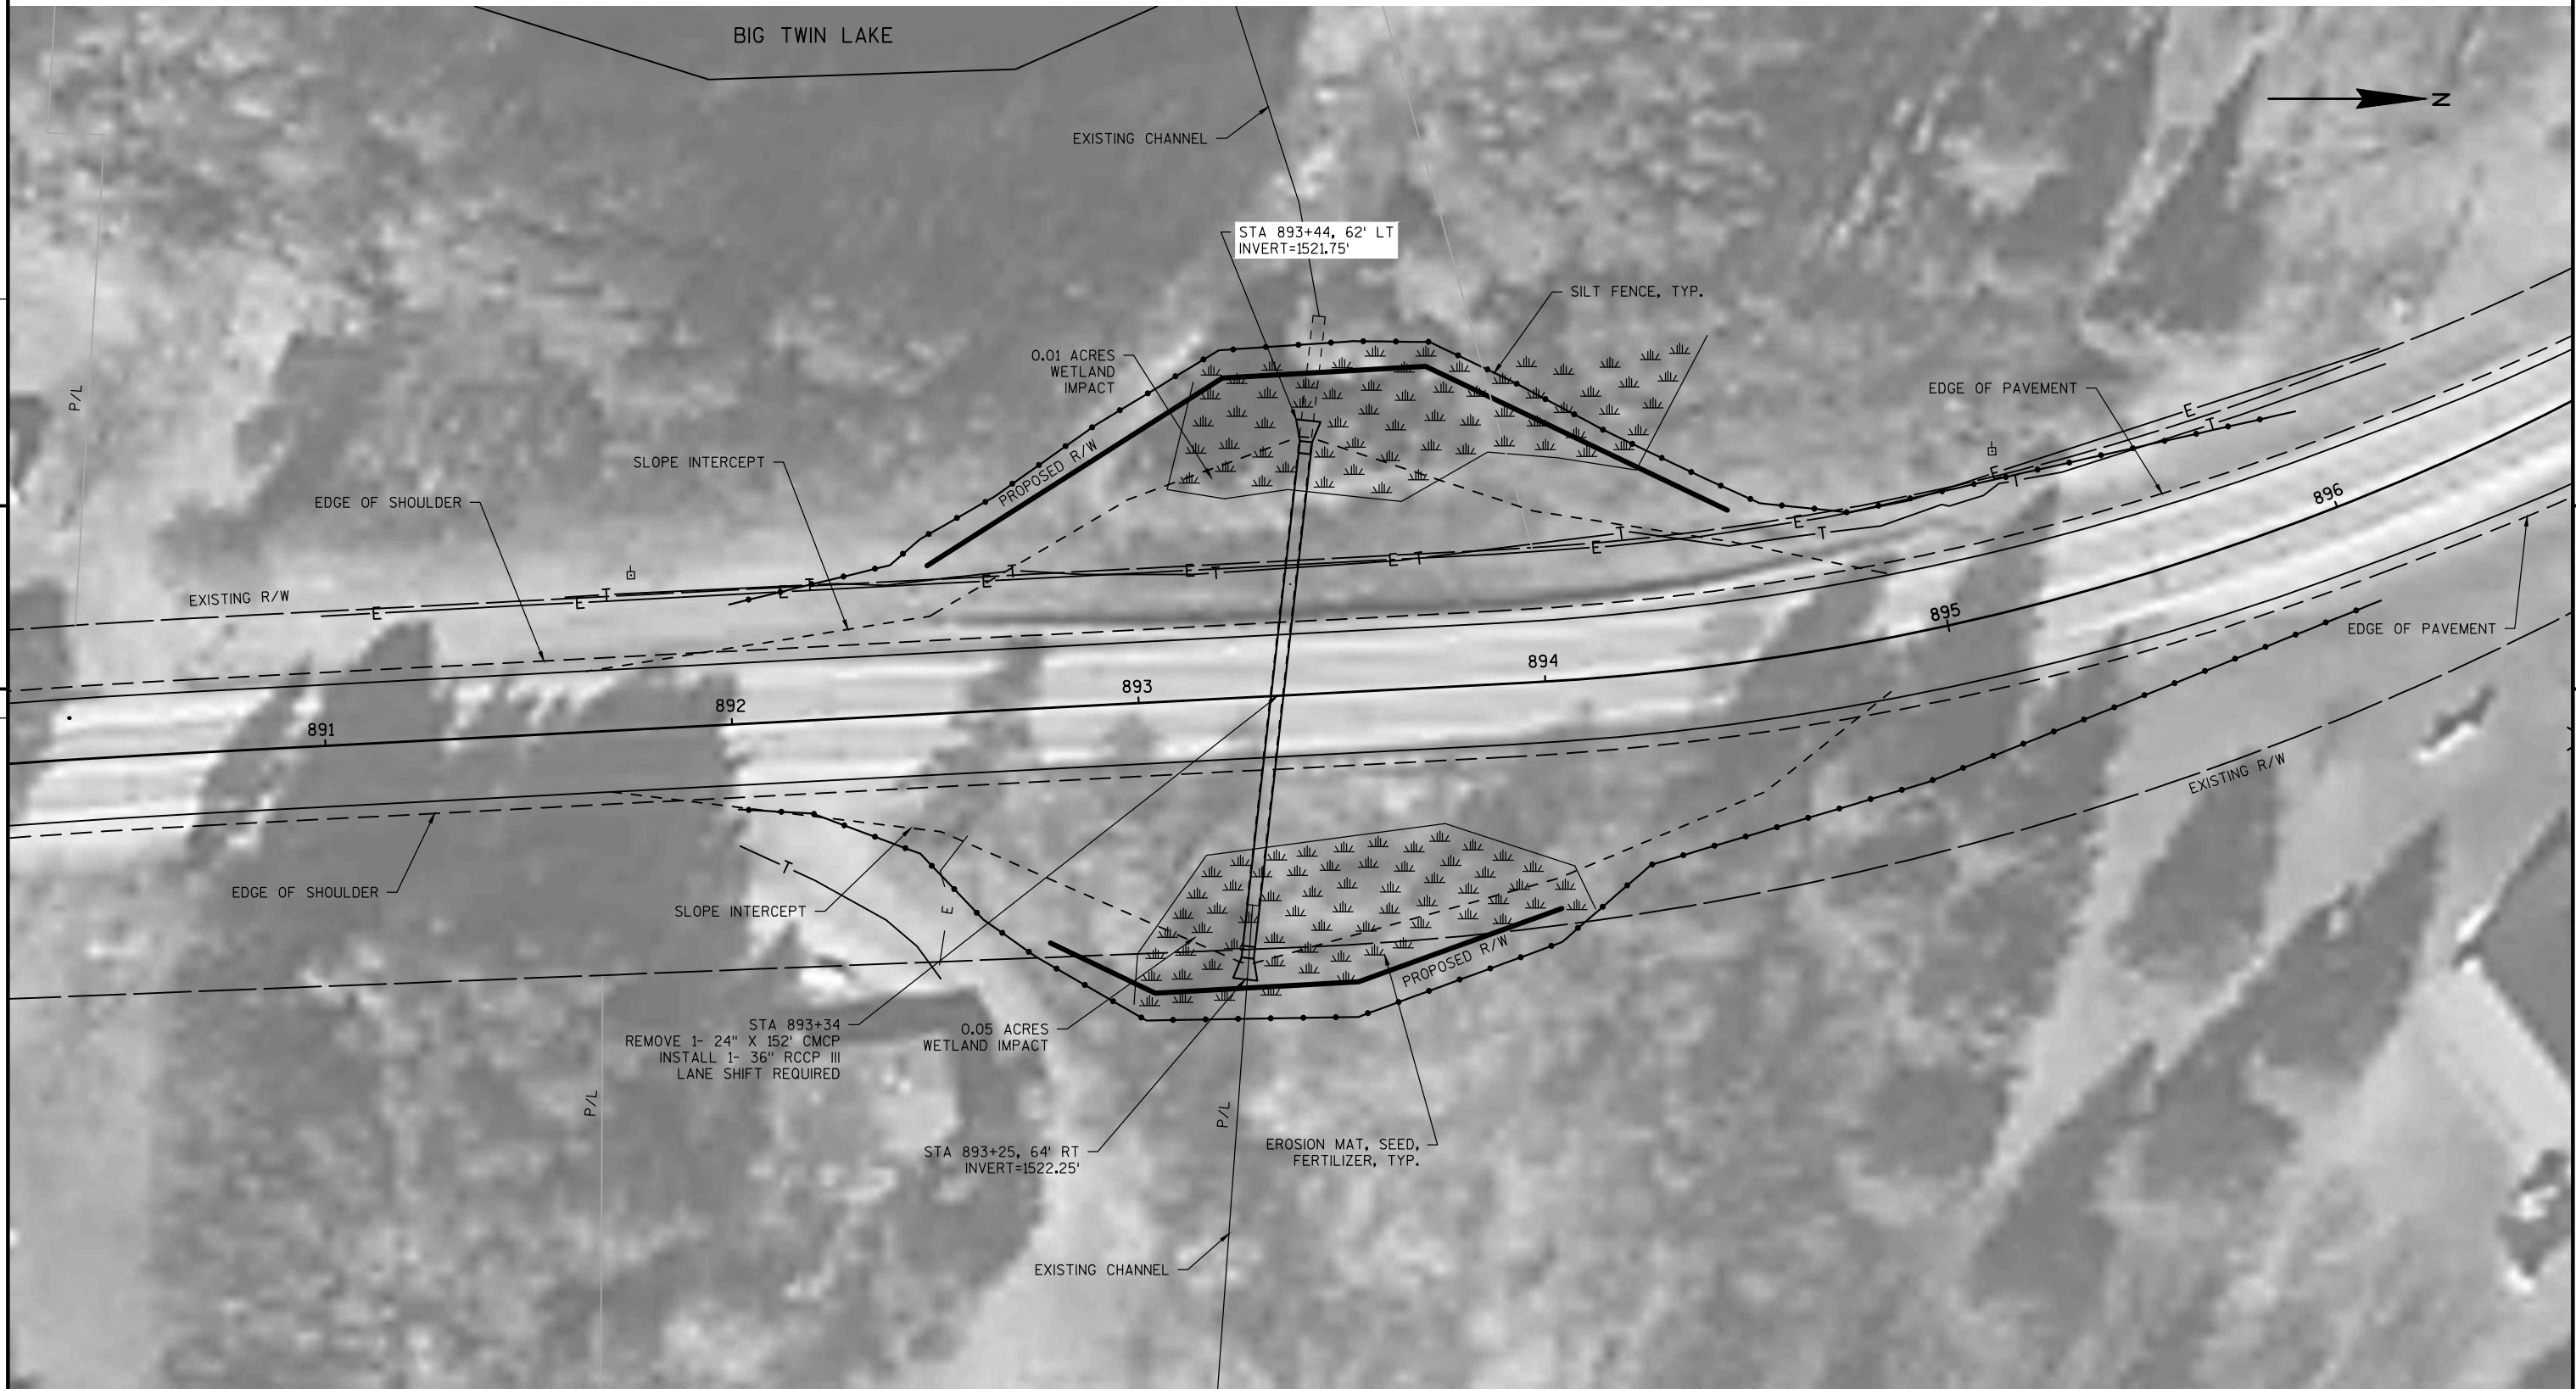 BIG TWIN LAKE
N
EXISTING CHANNEL
STA 893+44, 62' LT
INVERT=1521.75'
SILT FENCE, TYP.
0.01 ACRES
WETLAND
IMPACT
EDGE OF PAVEMENT
P/L
PROPOSED R/W
SLOPE INTERCEPT
EDGE OF SHOULDER
EXISTING R/W
E
T
E
T
E
T
E
E
T
E
T
E
T
E
T
E
T
E
T
E
T
891
892
893
894
895
896
EDGE OF PAVEMENT
EXISTING R/W
T
E
EDGE OF SHOULDER
SLOPE INTERCEPT
PROPOSED R/W
STA 893+34
REMOVE 1- 24" X 152' CMCP
INSTALL 1- 36" RCCP III
LANE SHIFT REQUIRED
0.05 ACRES
WETLAND IMPACT
P/L
P/L
STA 893+25, 64' RT
INVERT=1522.25'
EROSION MAT, SEED,
FERTILIZER, TYP.
EXISTING CHANNEL